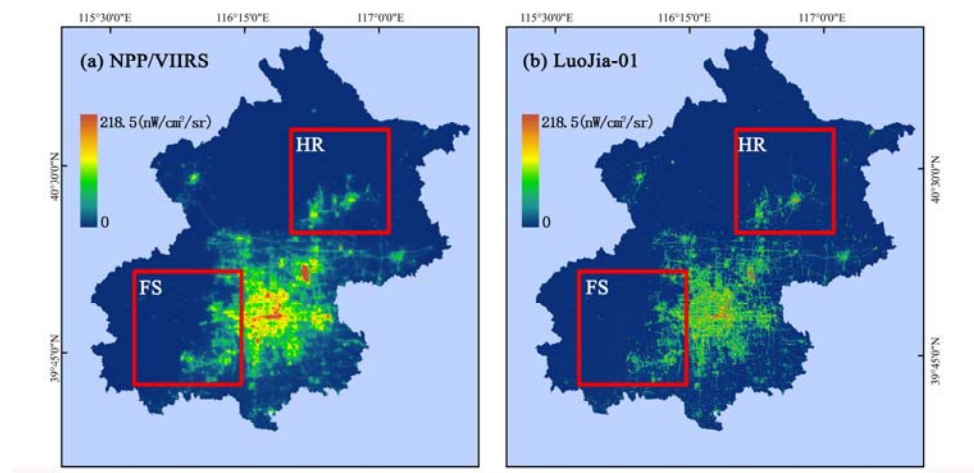 115°30′0″E 116°15′0″E 117°0′0″E
(a) NPP/VIIRS
218.5(nW/cm²/sr)
0
HR
FS
40°30′0″N
39°45′0″N
115°30′0″E 116°15′0″E 117°0′0″E
(b) LuoJia-01
218.5(nW/cm²/sr)
0
HR
FS
40°30′0″N
39°45′0″N